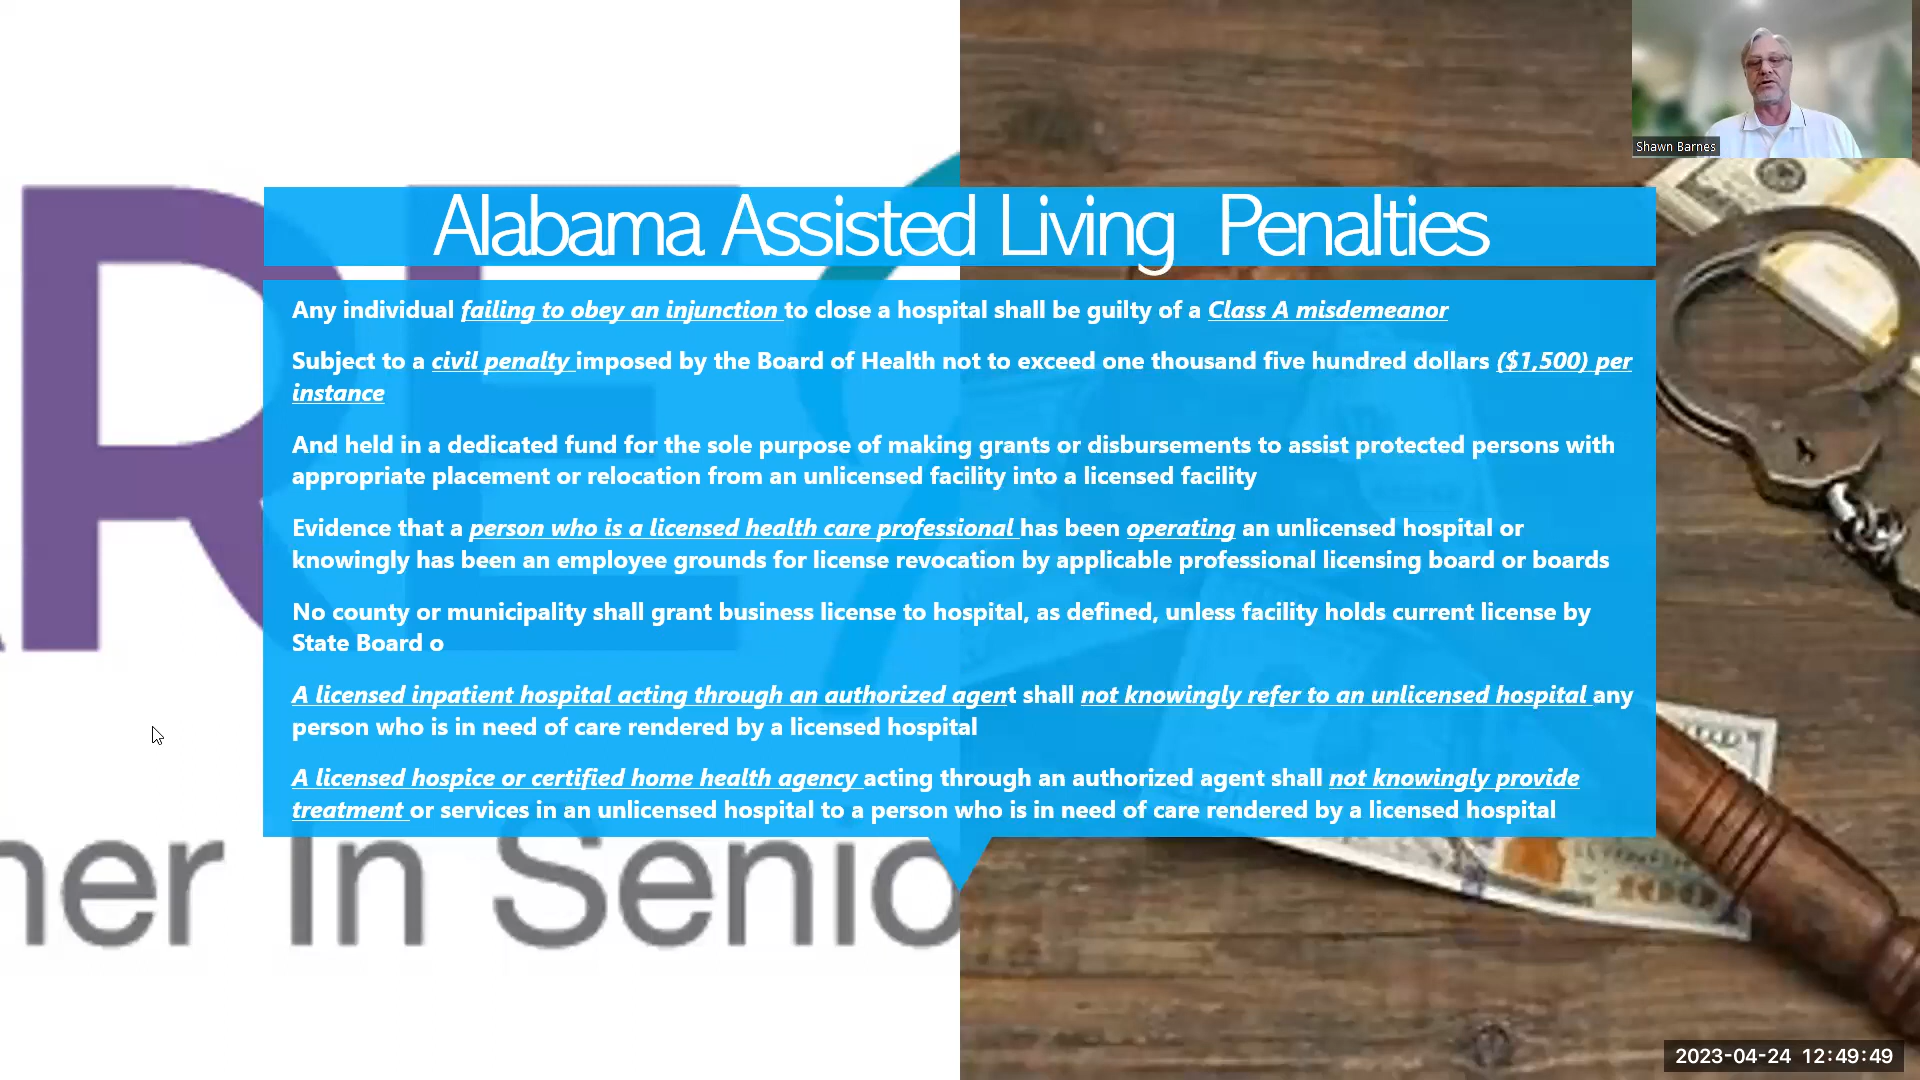 Shawn Barnes
Alabama Assisted Living Penalties
Any individual failing to obey an injunction to close a hospital shall be guilty of a Class A misdemeanor
Subject to a civil penalty imposed by the Board of Health not to exceed one thousand five hundred dollars ($1,500) per
instance
And held in a dedicated fund for the sole purpose of making grants or disbursements to assist protected persons with
appropriate placement or relocation from an unlicensed facility into a licensed facility
Evidence that a person who is a licensed health care professional has been operating an unlicensed hospital or
knowingly has been an employee grounds for license revocation by applicable professional licensing board or boards
No county or municipality shall grant business license to hospital, as defined, unless facility holds current license by
State Board o
A licensed inpatient hospital acting through an authorized agent shall not knowingly refer to an unlicensed hospital any
person who is in need of care rendered by a licensed hospital
A licensed hospice or certified home health agency acting through an authorized agent shall not knowingly provide
treatment or services in an unlicensed hospital to a person who is in need of care rendered by a licensed hospital
ner In Senio
2023-04-24 12:49:49